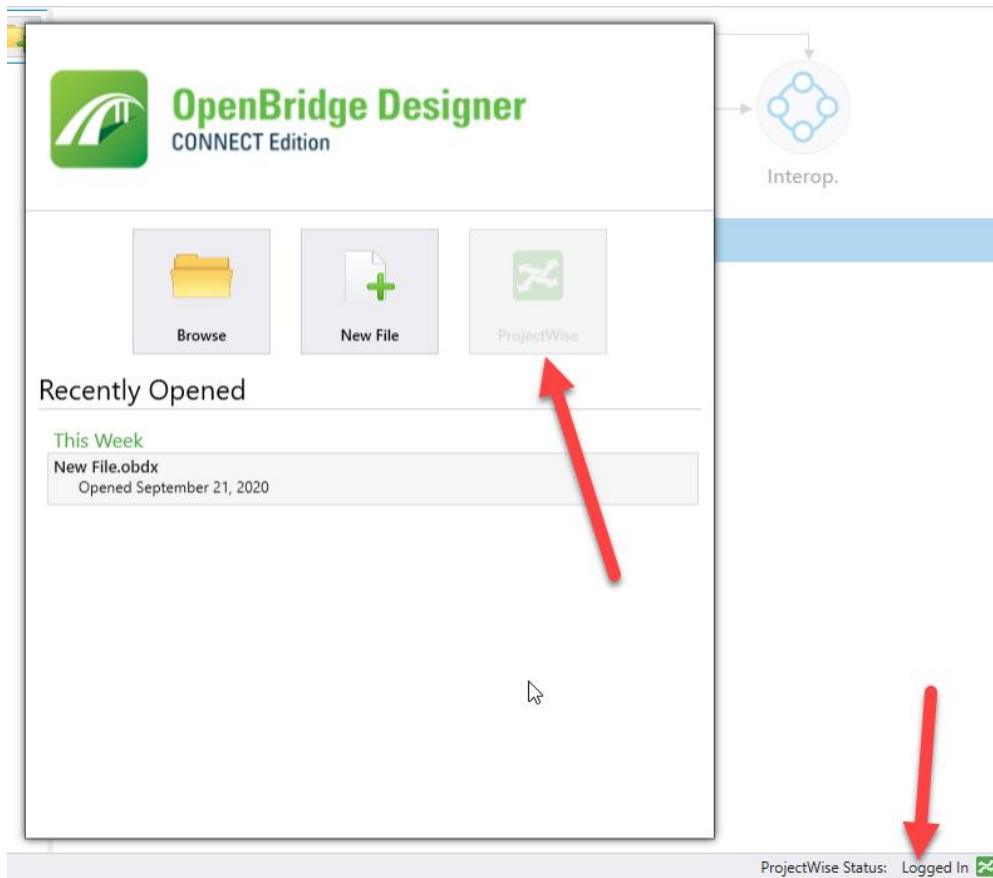 OpenBridge Designer
CONNECT Edition
Interop.
Browse
New File
ProjectWise
Recently Opened
This Week
New File.obdx
Opened September 21, 2020
ProjectWise Status: Logged In